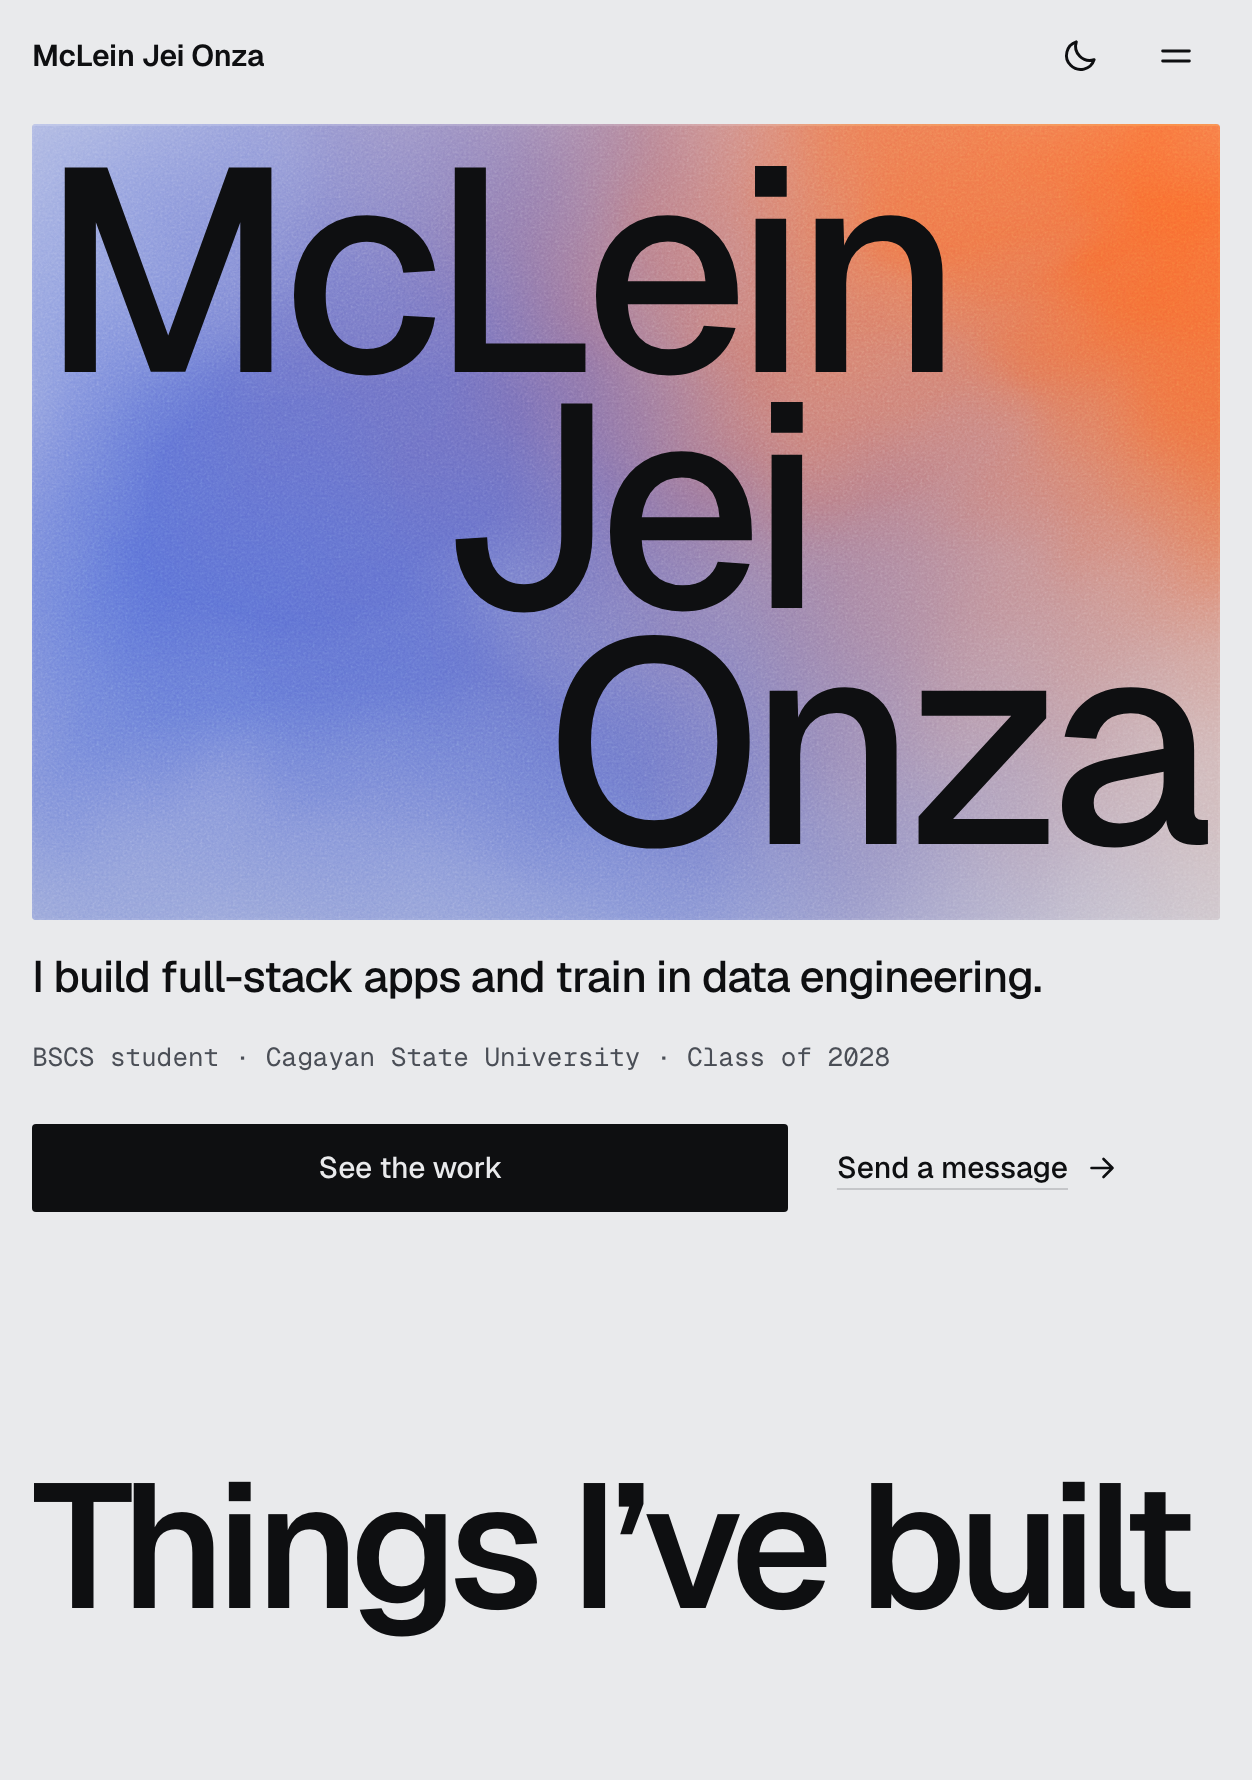 McLein Jei Onza
McLein
Jei
Onza
I build full-stack apps and train in data engineering.
BSCS student · Cagayan State University · Class of 2028
See the work
Send a message →
Things I’ve built